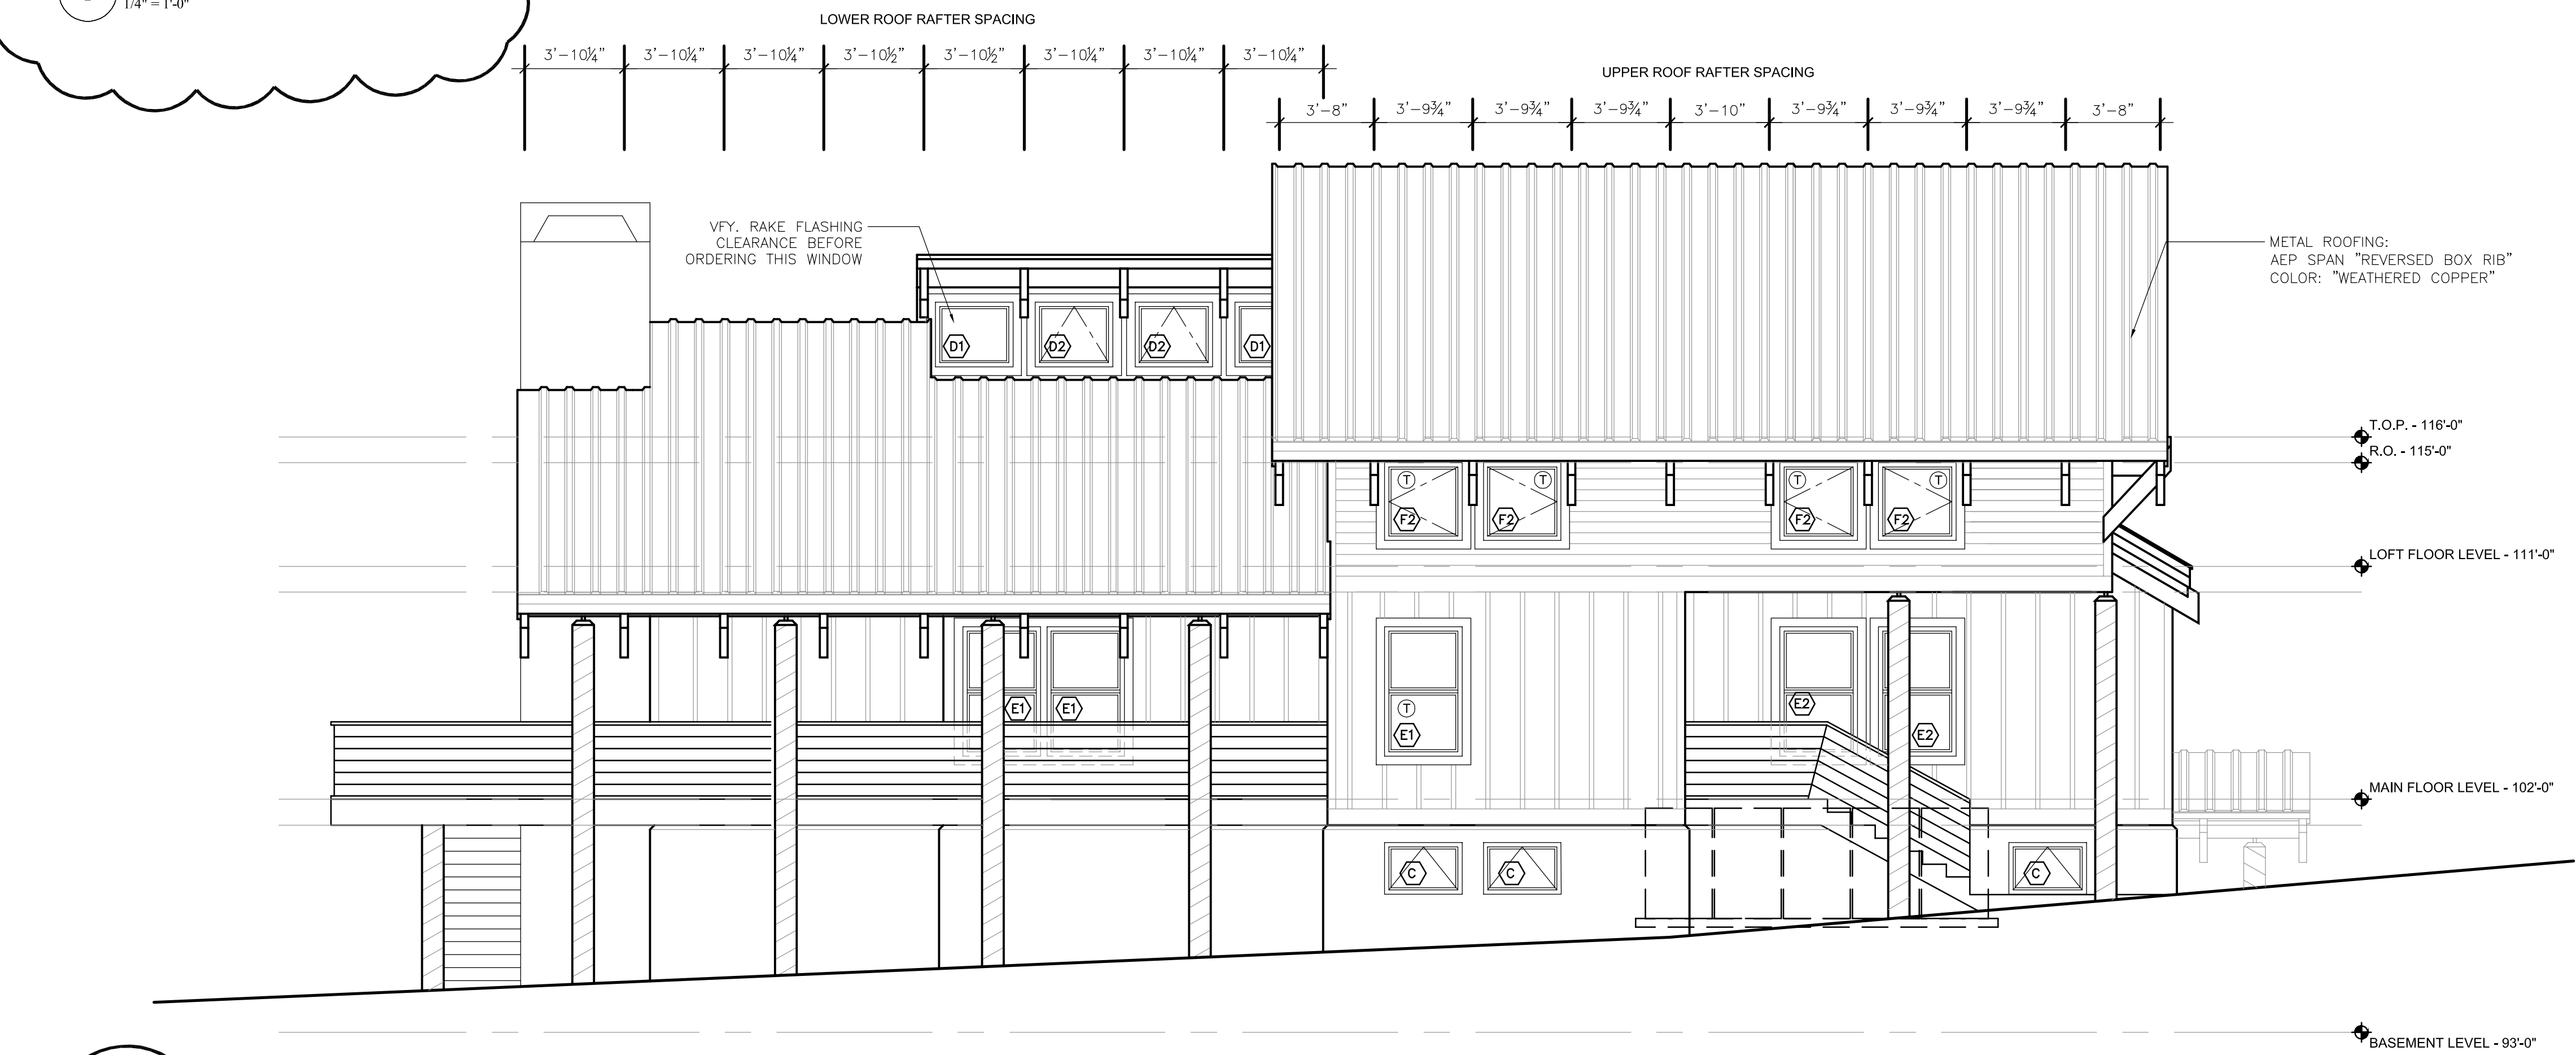 1/4" = 1'-0"
LOWER ROOF RAFTER SPACING
3'-10¼" 3'-10¼" 3'-10¼" 3'-10½" 3'-10½" 3'-10¼" 3'-10¼" 3'-10¼"
UPPER ROOF RAFTER SPACING
3'-8" 3'-9¾" 3'-9¾" 3'-9¾" 3'-10" 3'-9¾" 3'-9¾" 3'-9¾" 3'-8"
VFY. RAKE FLASHING
CLEARANCE BEFORE
ORDERING THIS WINDOW
METAL ROOFING:
AEP SPAN "REVERSED BOX RIB"
COLOR: "WEATHERED COPPER"
D1 D2 D2 D1
T.O.P. - 116'-0"
R.O. - 115'-0"
T T T T
F2 F2 F2 F2
LOFT FLOOR LEVEL - 111'-0"
E1 E1 T E2
E1 E2
MAIN FLOOR LEVEL - 102'-0"
C C C
BASEMENT LEVEL - 93'-0"